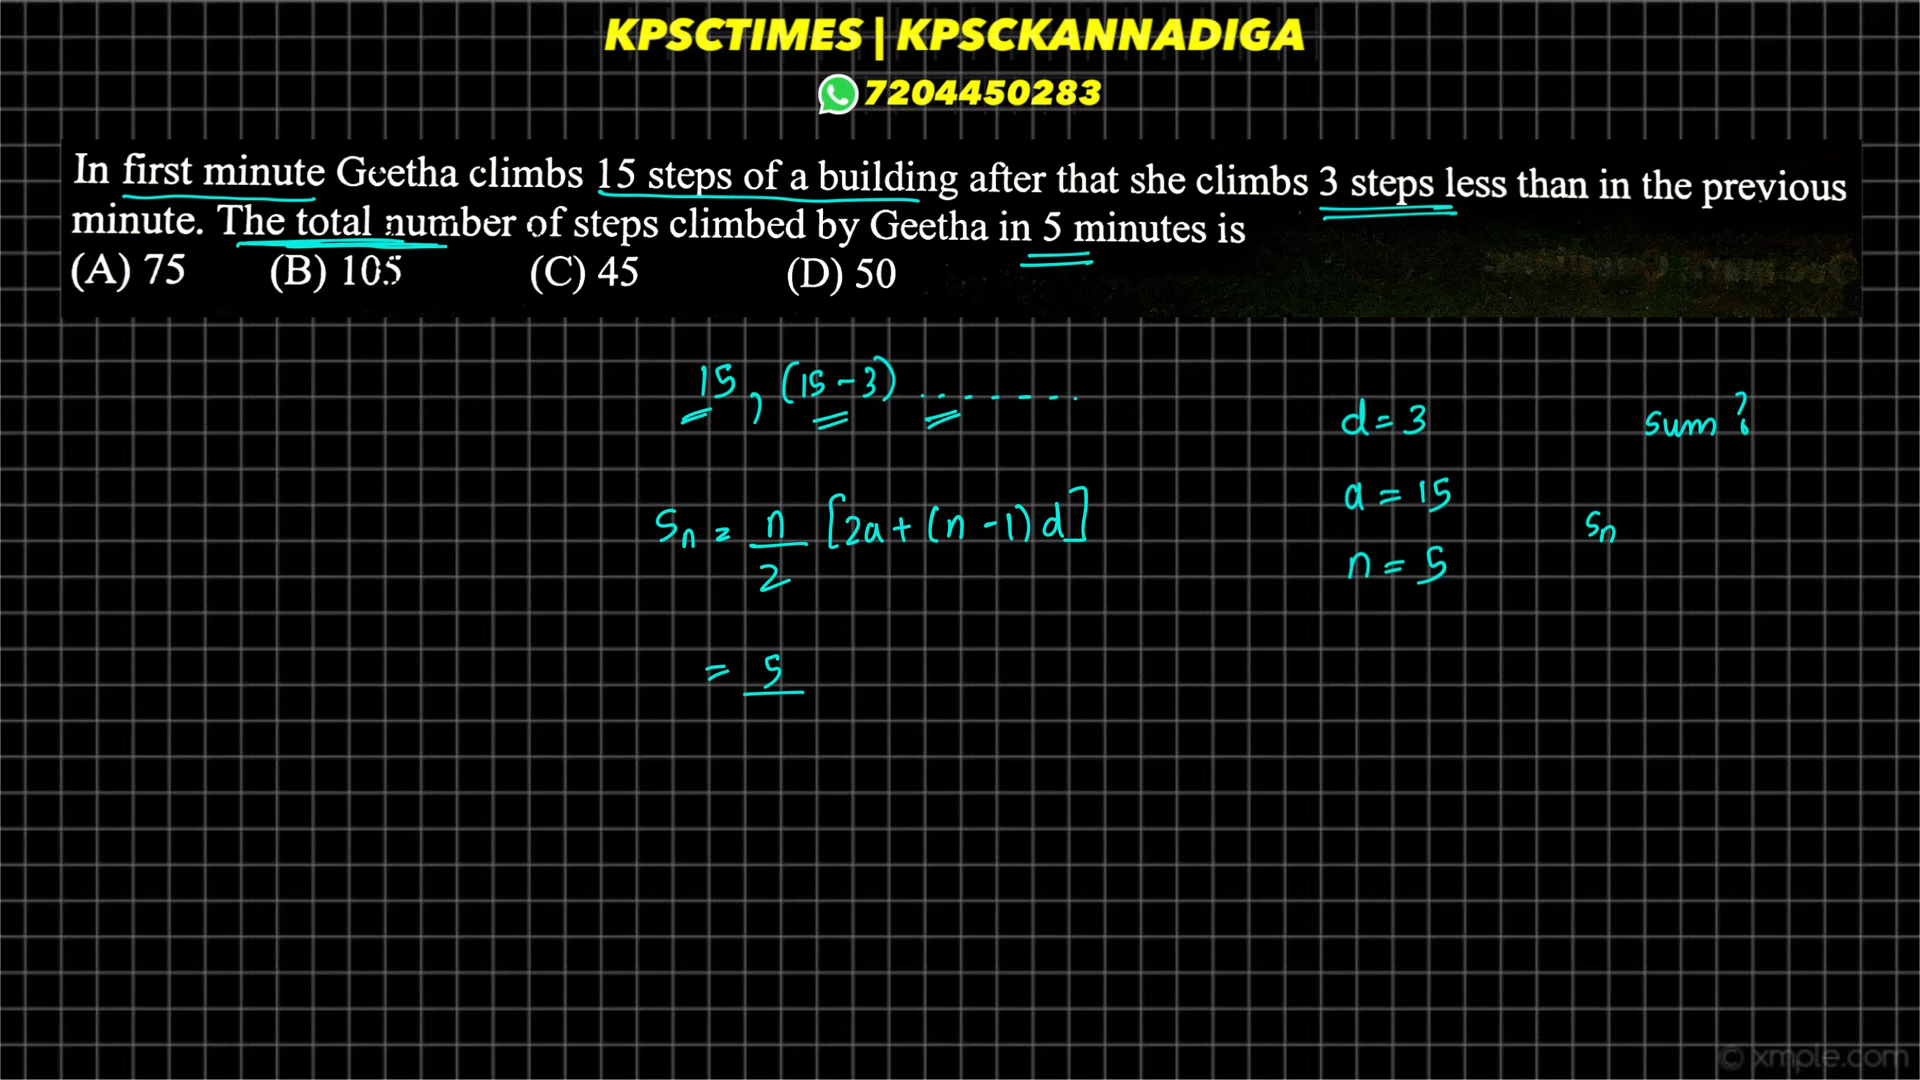 KPSCTIMES | KPSCKANNADIGA
7204450283
In first minute Geetha climbs 15 steps of a building after that she climbs 3 steps less than in the previous
minute. The total number of steps climbed by Geetha in 5 minutes is
(A) 75 (B) 105 (C) 45 (D) 50
15, (15-3) ........
d = 3
sum ?
a = 15
Sn = n/2 [2a + (n-1)d]
Sn
n = 5
= 5
© xmple.com